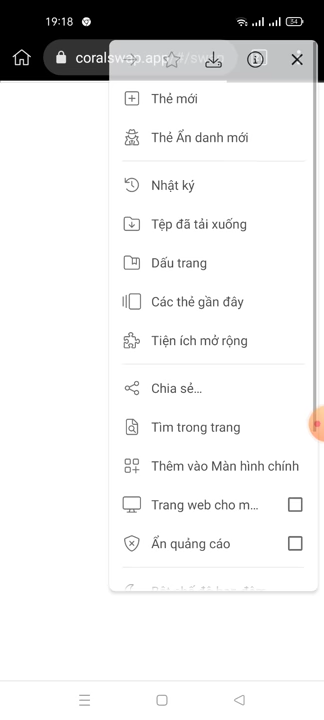 19:18
54
coralswap.app/#/sw
Thẻ mới
Thẻ Ẩn danh mới
Nhật ký
Tệp đã tải xuống
Dấu trang
Các thẻ gần đây
Tiện ích mở rộng
Chia sẻ...
Tìm trong trang
Thêm vào Màn hình chính
Trang web cho m...
Ẩn quảng cáo